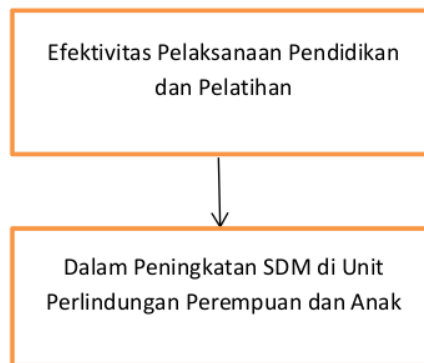 Efektivitas Pelaksanaan Pendidikan
dan Pelatihan
Dalam Peningkatan SDM di Unit
Perlindungan Perempuan dan Anak